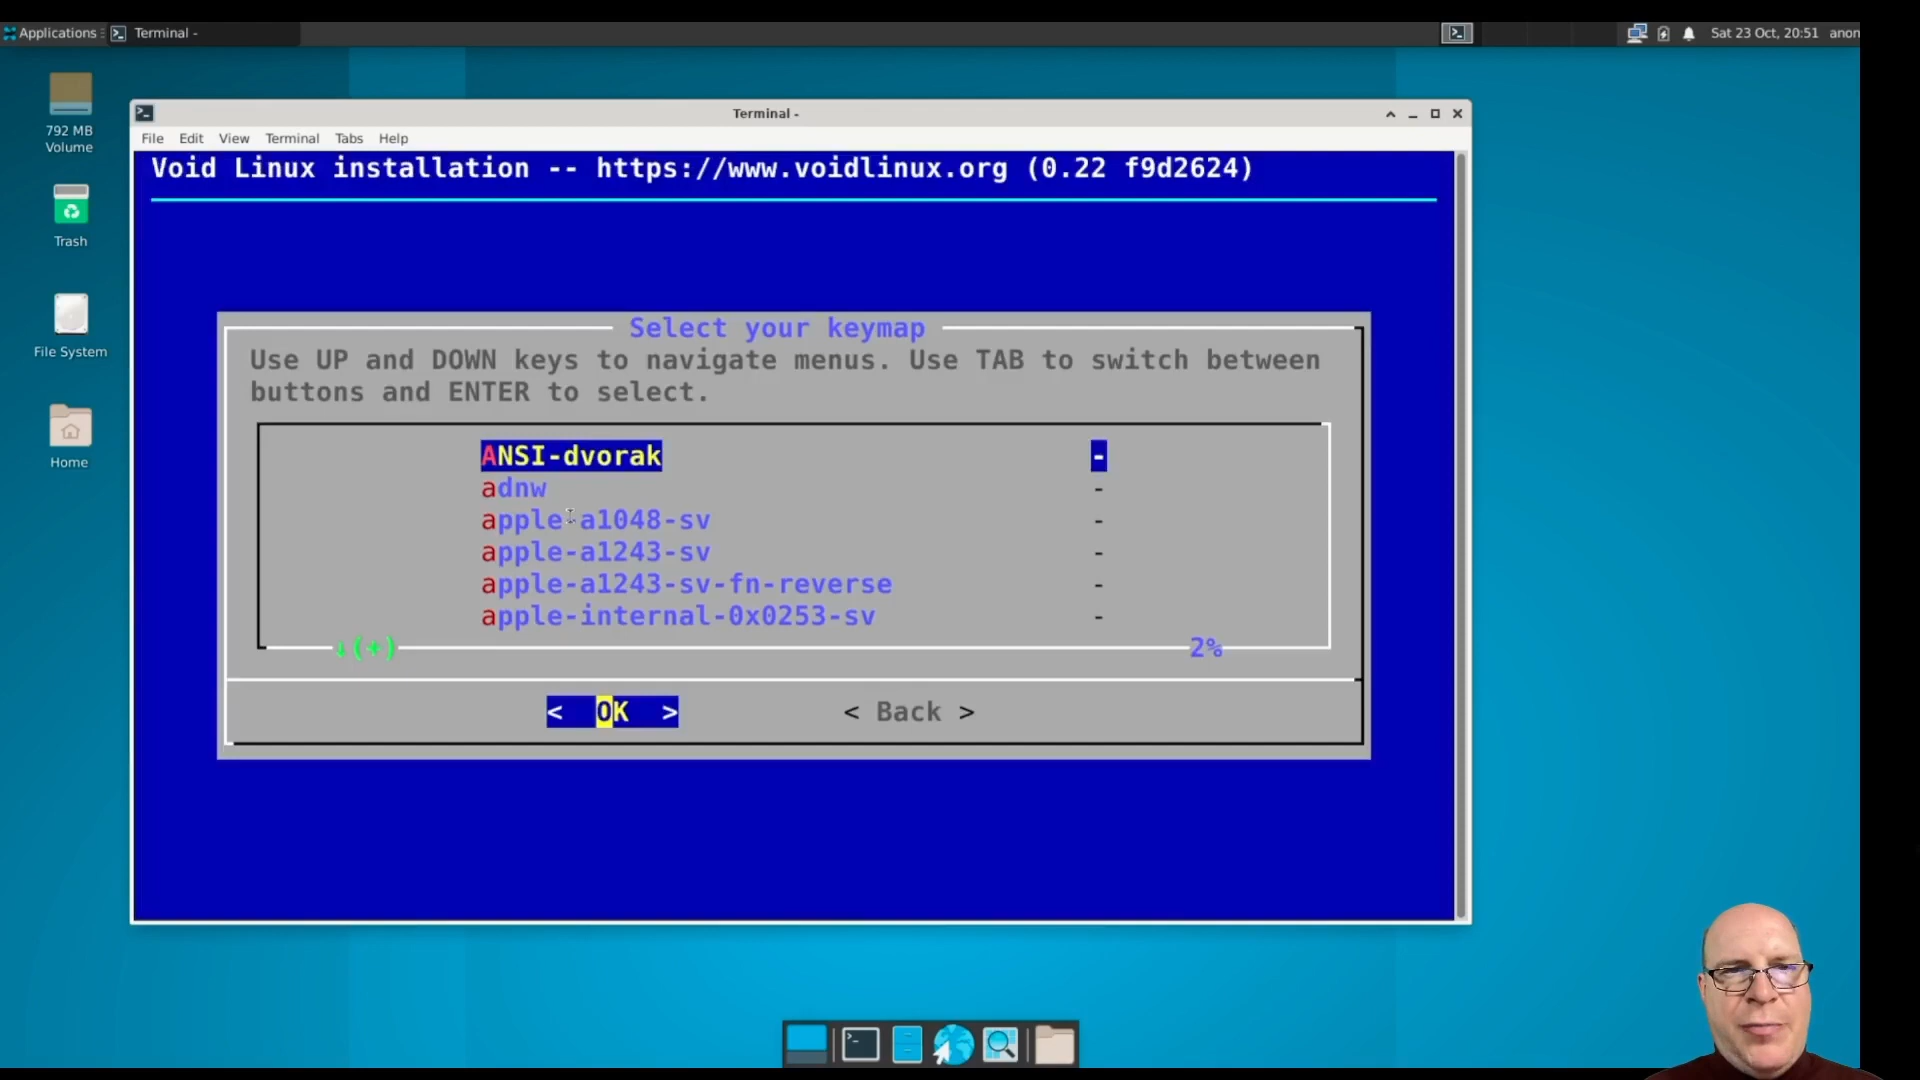 Applications
Terminal -
Sat 23 Oct, 20:51 anon
792 MB
Volume
Trash
File System
Home
Terminal -
File Edit View Terminal Tabs Help
Void Linux installation -- https://www.voidlinux.org (0.22 f9d2624)
Select your keymap
Use UP and DOWN keys to navigate menus. Use TAB to switch between
buttons and ENTER to select.
ANSI-dvorak -
adnw -
apple-a1048-sv -
apple-a1243-sv -
apple-a1243-sv-fn-reverse -
apple-internal-0x0253-sv -
↓(+) 2%
< OK > < Back >